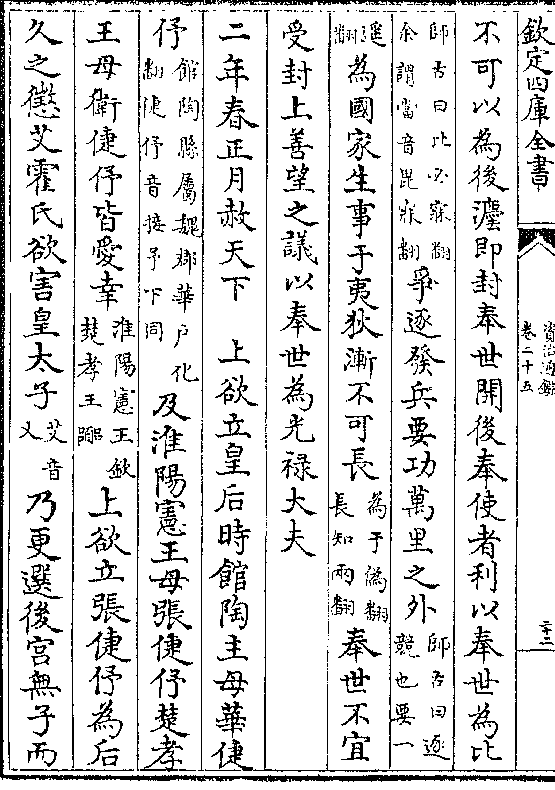 欽定四庫全書
資治通鑑
卷二十五
三十二
不可以為後灋即封奉世開後奉使者利以奉世為比
師古曰比必寐翻
余謂當音毘寐翻
爭逐發兵要功萬里之外
師古曰逐
競也要一
遥翻
為國家生事于夷狄漸不可長
為于偽翻
長知兩翻
奉世不宜
受封上善望之議以奉世為光禄大夫
二年春正月赦天下　上欲立皇后時館陶主母華倢
伃
館陶縣屬魏郡華户化
翻倢伃音接予下同
及淮陽憲王母張倢伃楚孝
王母衛倢伃皆愛幸
淮陽憲王欽
楚孝王囂
上欲立張倢伃為后
久之懲艾霍氏欲害皇太子
艾音
乂
乃更選後宫無子而